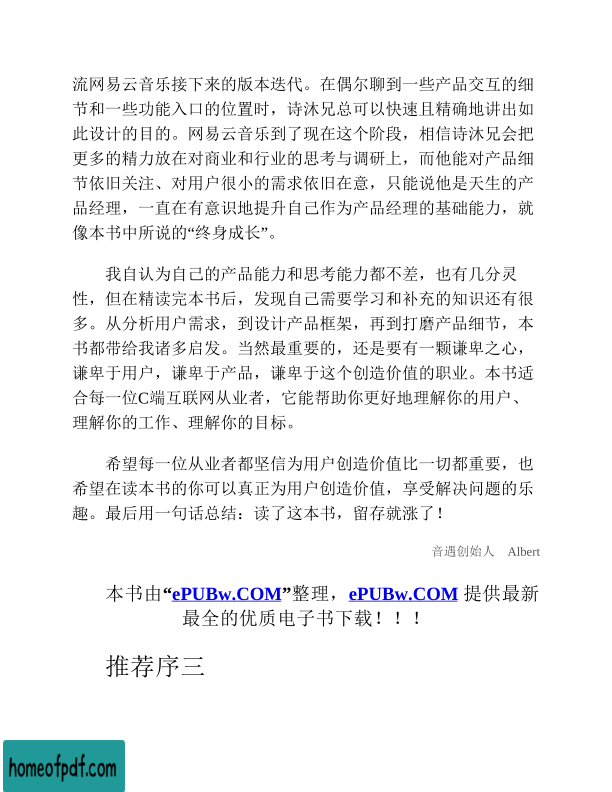 流网易云音乐接下来的版本迭代。在偶尔聊到一些产品交互的细
节和一些功能入口的位置时，诗沐兄总可以快速且精确地讲出如
此设计的目的。网易云音乐到了现在这个阶段，相信诗沐兄会把
更多的精力放在对商业和行业的思考与调研上，而他能对产品细
节依旧关注、对用户很小的需求依旧在意，只能说他是天生的产
品经理，一直在有意识地提升自己作为产品经理的基础能力，就
像本书中所说的“终身成长”。
我自认为自己的产品能力和思考能力都不差，也有几分灵
性，但在精读完本书后，发现自己需要学习和补充的知识还有很
多。从分析用户需求，到设计产品框架，再到打磨产品细节，本
书都带给我诸多启发。当然最重要的，还是要有一颗谦卑之心，
谦卑于用户，谦卑于产品，谦卑于这个创造价值的职业。本书适
合每一位C端互联网从业者，它能帮助你更好地理解你的用户、
理解你的工作、理解你的目标。
希望每一位从业者都坚信为用户创造价值比一切都重要，也
希望在读本书的你可以真正为用户创造价值，享受解决问题的乐
趣。最后用一句话总结：读了这本书，留存就涨了！
音遇创始人　Albert
本书由“ePUBw.COM”整理，ePUBw.COM 提供最新
最全的优质电子书下载！！！
推荐序三
homeofpdf.com